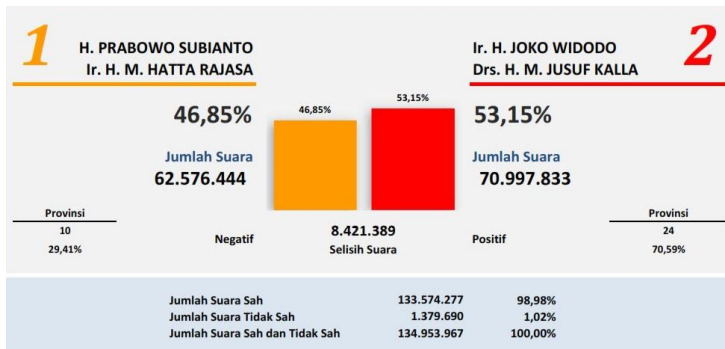 1
H. PRABOWO SUBIANTO
Ir. H. M. HATTA RAJASA
46,85%
Jumlah Suara
62.576.444
Provinsi
10
29,41%
Negatif
46,85%
53,15%
8.421.389
Selisih Suara
2
Ir. H. JOKO WIDODO
Drs. H. M. JUSUF KALLA
53,15%
Jumlah Suara
70.997.833
Positif
Provinsi
24
70,59%
Jumlah Suara Sah 133.574.277 98,98%
Jumlah Suara Tidak Sah 1.379.690 1,02%
Jumlah Suara Sah dan Tidak Sah 134.953.967 100,00%